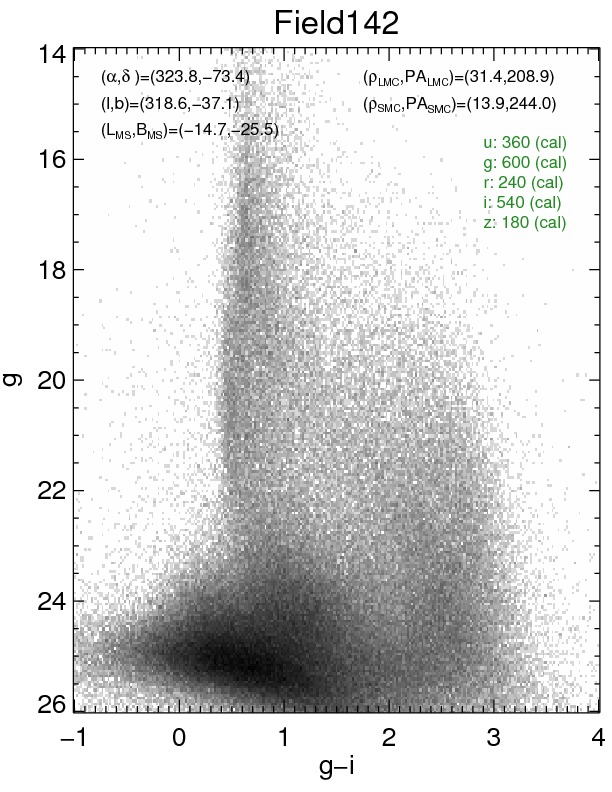 Field142
(α,δ )=(323.8,−73.4)
(ρLMC,PALMC)=(31.4,208.9)
(l,b)=(318.6,−37.1)
(ρSMC,PASMC)=(13.9,244.0)
(LMS,BMS)=(−14.7,−25.5)
u: 360 (cal)
g: 600 (cal)
r: 240 (cal)
i: 540 (cal)
z: 180 (cal)
14
16
18
20
22
24
26
g
−1 0 1 2 3 4
g−i